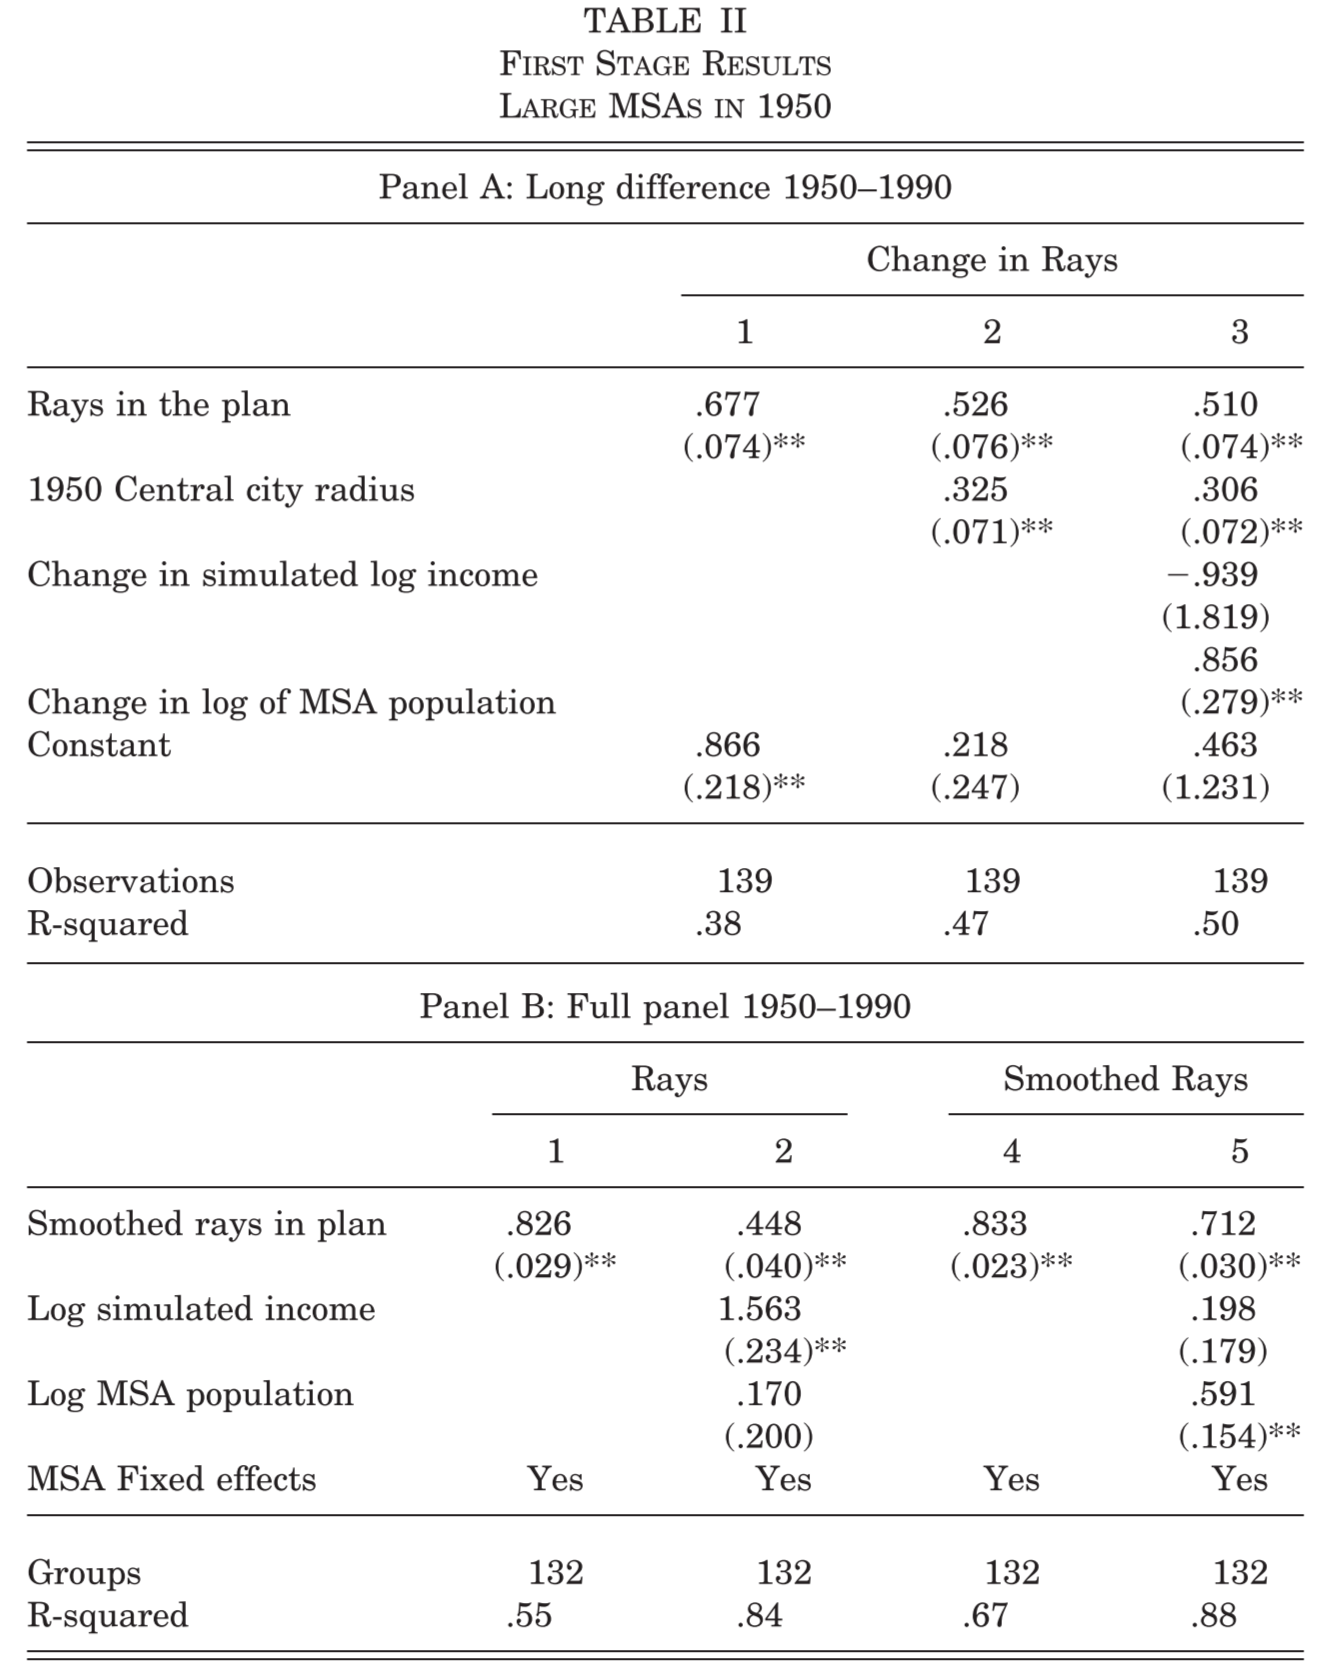 TABLE II
FIRST STAGE RESULTS
LARGE MSAS IN 1950
Panel A: Long difference 1950–1990
Change in Rays
1 2 3
Rays in the plan .677 .526 .510
(.074)** (.076)** (.074)**
1950 Central city radius .325 .306
(.071)** (.072)**
Change in simulated log income −.939
(1.819)
.856
Change in log of MSA population (.279)**
Constant .866 .218 .463
(.218)** (.247) (1.231)
Observations 139 139 139
R-squared .38 .47 .50
Panel B: Full panel 1950–1990
Rays Smoothed Rays
1 2 4 5
Smoothed rays in plan .826 .448 .833 .712
(.029)** (.040)** (.023)** (.030)**
Log simulated income 1.563 .198
(.234)** (.179)
Log MSA population .170 .591
(.200) (.154)**
MSA Fixed effects Yes Yes Yes Yes
Groups 132 132 132 132
R-squared .55 .84 .67 .88